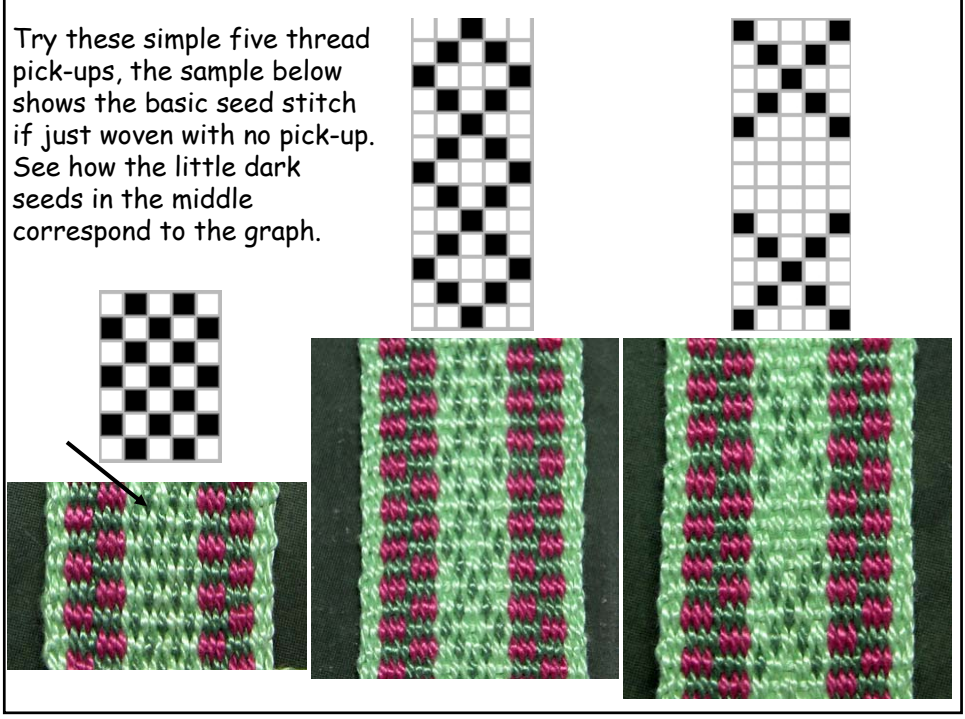 Try these simple five thread
pick-ups, the sample below
shows the basic seed stitch
if just woven with no pick-up.
See how the little dark
seeds in the middle
correspond to the graph.